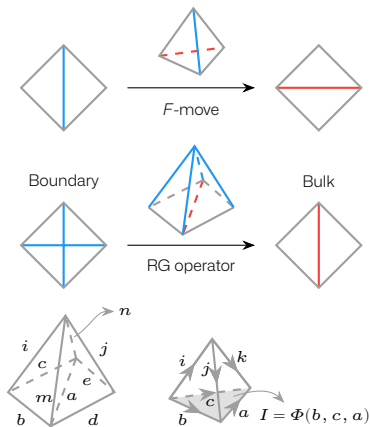 F-move
Boundary
Bulk
RG operator
n
i
j
c
e
m
a
b
d
i
k
j
c
b
a
I = Φ(b, c, a)